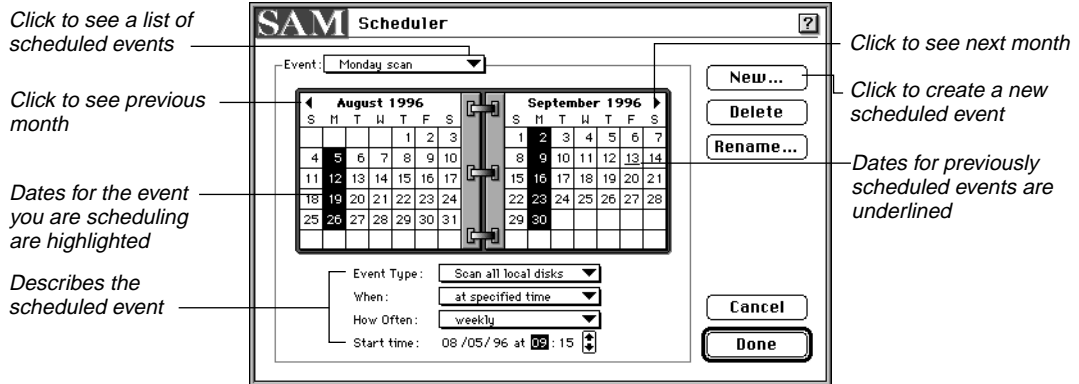 Click to see a list of
scheduled events
Click to see previous
month
Dates for the event
you are scheduling
are highlighted
Describes the
scheduled event
SAM Scheduler ?
Event: Monday scan
August 1996
S M T W T F S
1 2 3
4 5 6 7 8 9 10
11 12 13 14 15 16 17
18 19 20 21 22 23 24
25 26 27 28 29 30 31
September 1996
S M T W T F S
1 2 3 4 5 6 7
8 9 10 11 12 13 14
15 16 17 18 19 20 21
22 23 24 25 26 27 28
29 30
Event Type: Scan all local disks
When: at specified time
How Often: weekly
Start time: 08/05/96 at 09:15
New...
Delete
Rename...
Cancel
Done
Click to see next month
Click to create a new
scheduled event
Dates for previously
scheduled events are
underlined